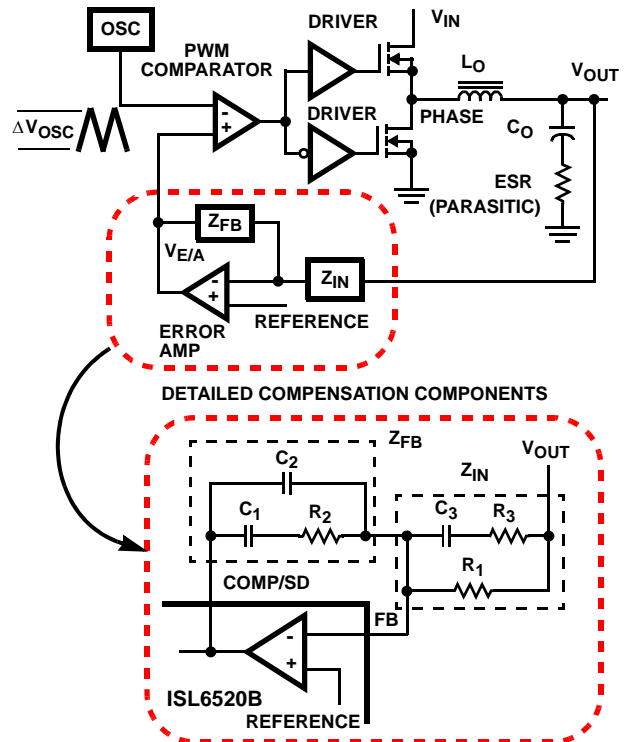 OSC
PWM
COMPARATOR
DRIVER
VIN
LO
VOUT
ΔVOSC
-
+
DRIVER
PHASE
CO
ESR
(PARASITIC)
ZFB
VE/A
-
+
ZIN
REFERENCE
ERROR
AMP
DETAILED COMPENSATION COMPONENTS
ZFB
VOUT
C2
ZIN
C1
R2
C3
R3
R1
COMP/SD
FB
-
+
ISL6520B
REFERENCE